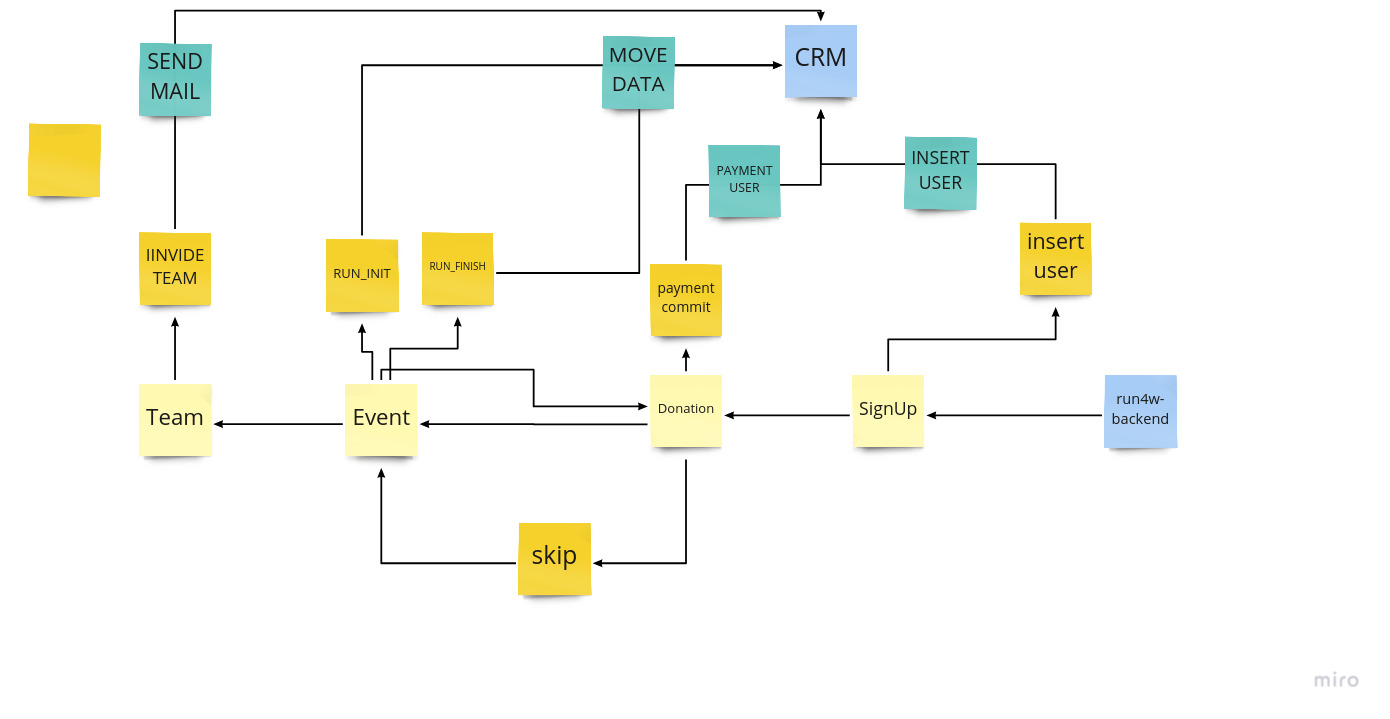 SEND
MAIL
MOVE
DATA
CRM
PAYMENT
USER
INSERT
USER
IINVIDE
TEAM
RUN_INIT
RUN_FINISH
payment
commit
insert
user
Team
Event
Donation
SignUp
run4w-
backend
skip
miro